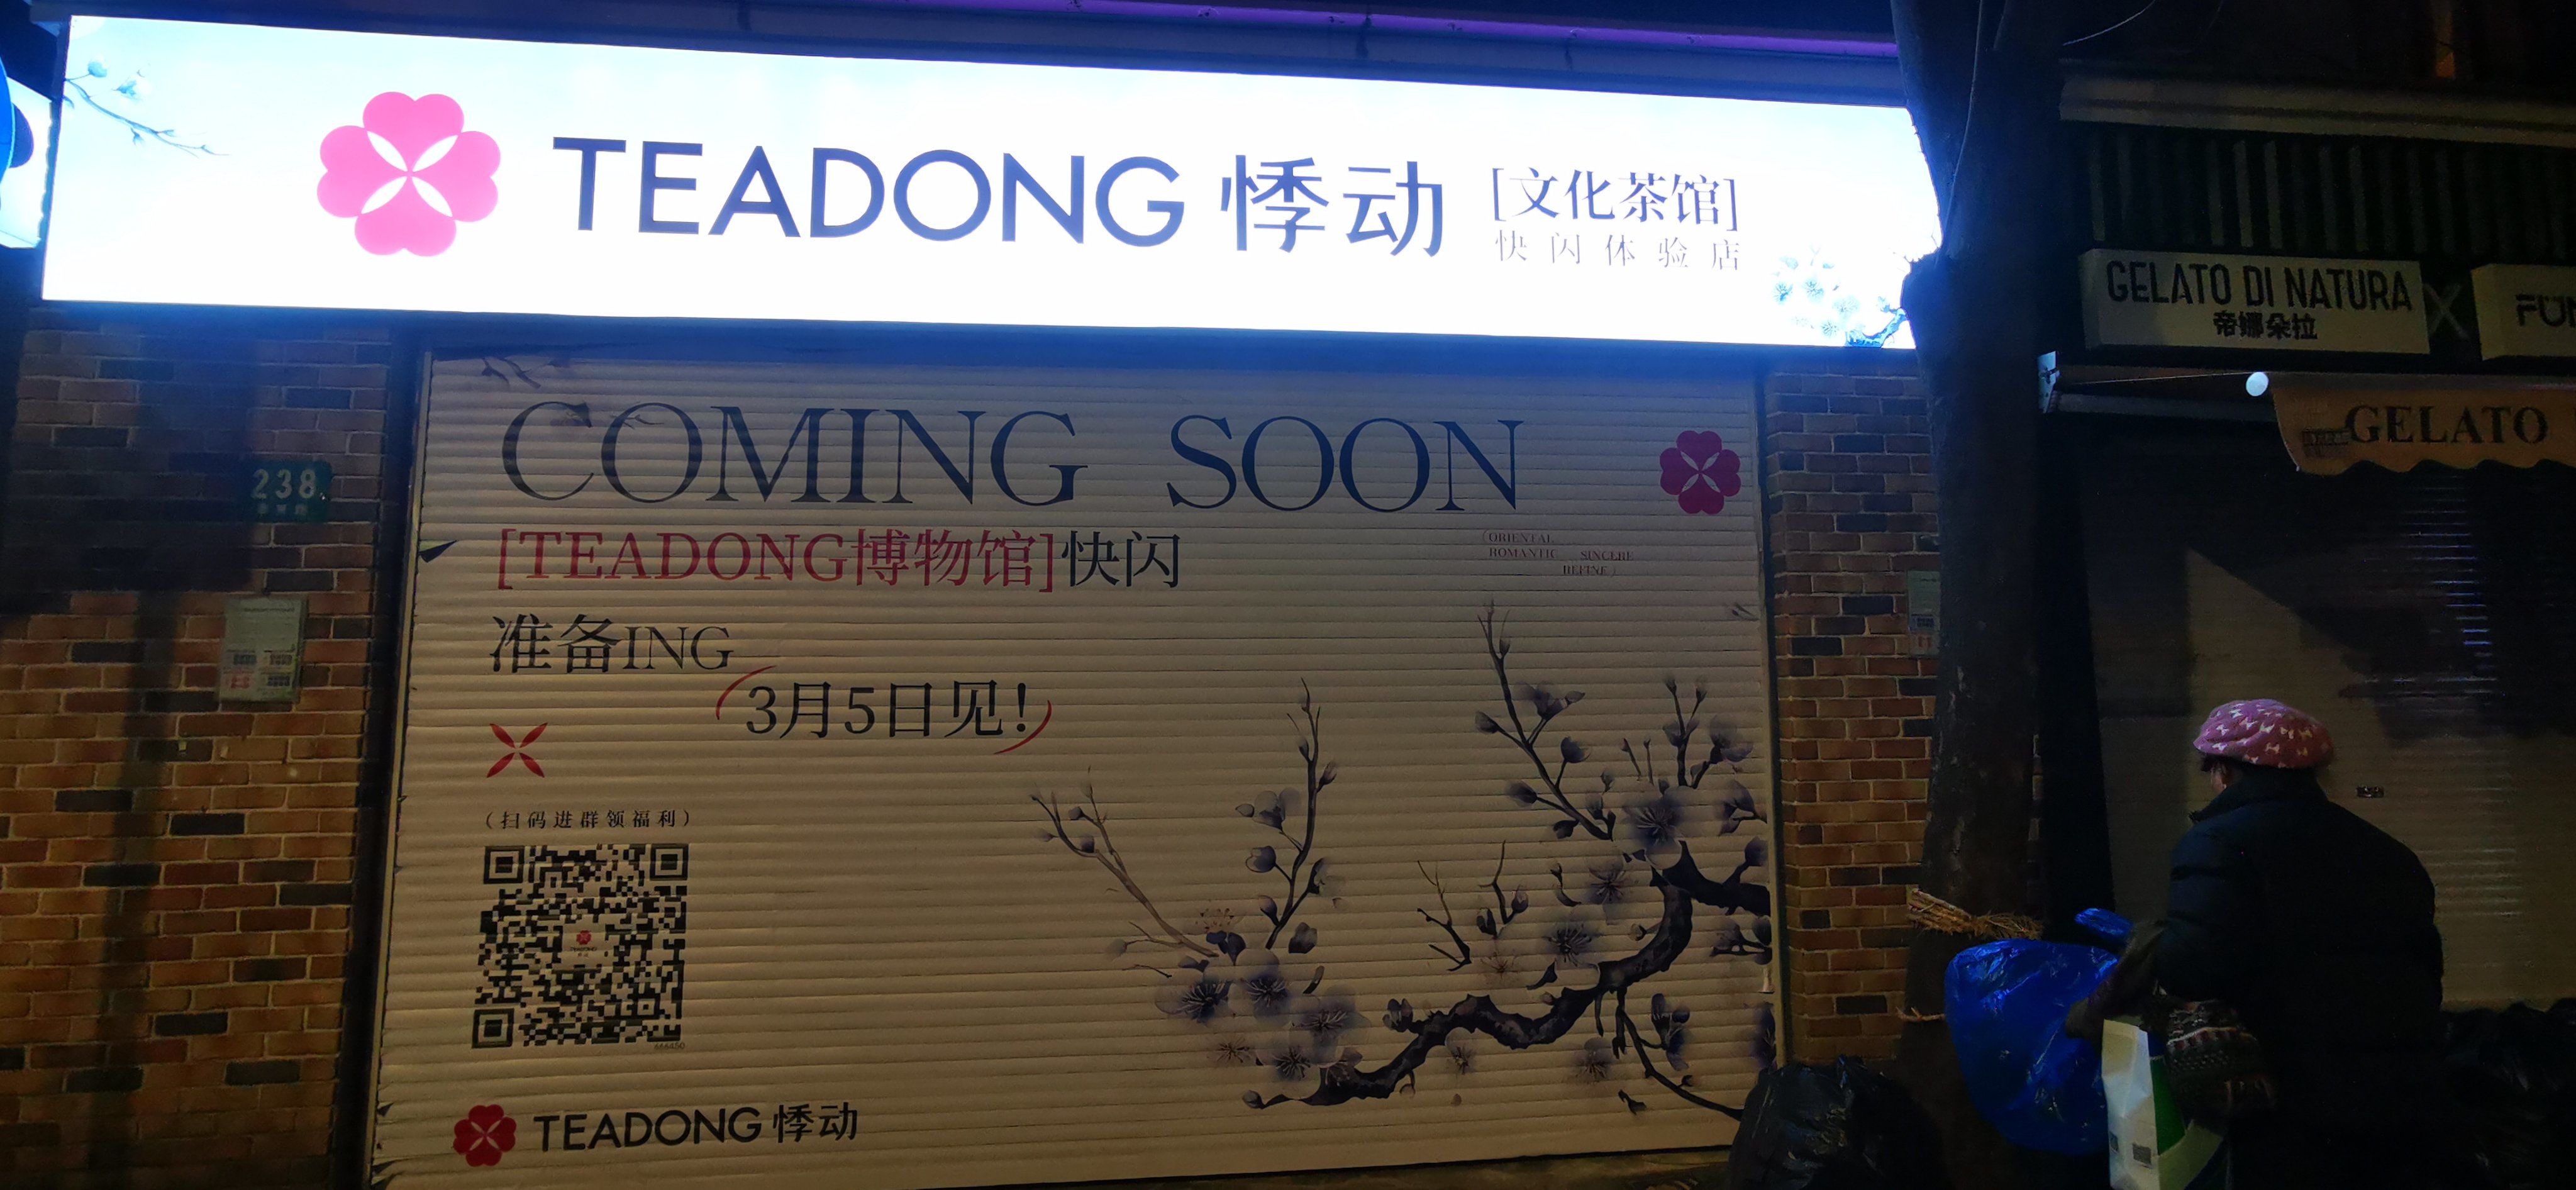 TEADONG 悸动 [文化茶馆]
快闪体验店
GELATO DI NATURA
帝娜朵拉
X
GELATO
238
COMING SOON
[TEADONG博物馆]快闪
(ORIENTAL
ROMANTIC SINCERE
准备ING
3月5日见!
(扫码进群领福利)
TEADONG 悸动